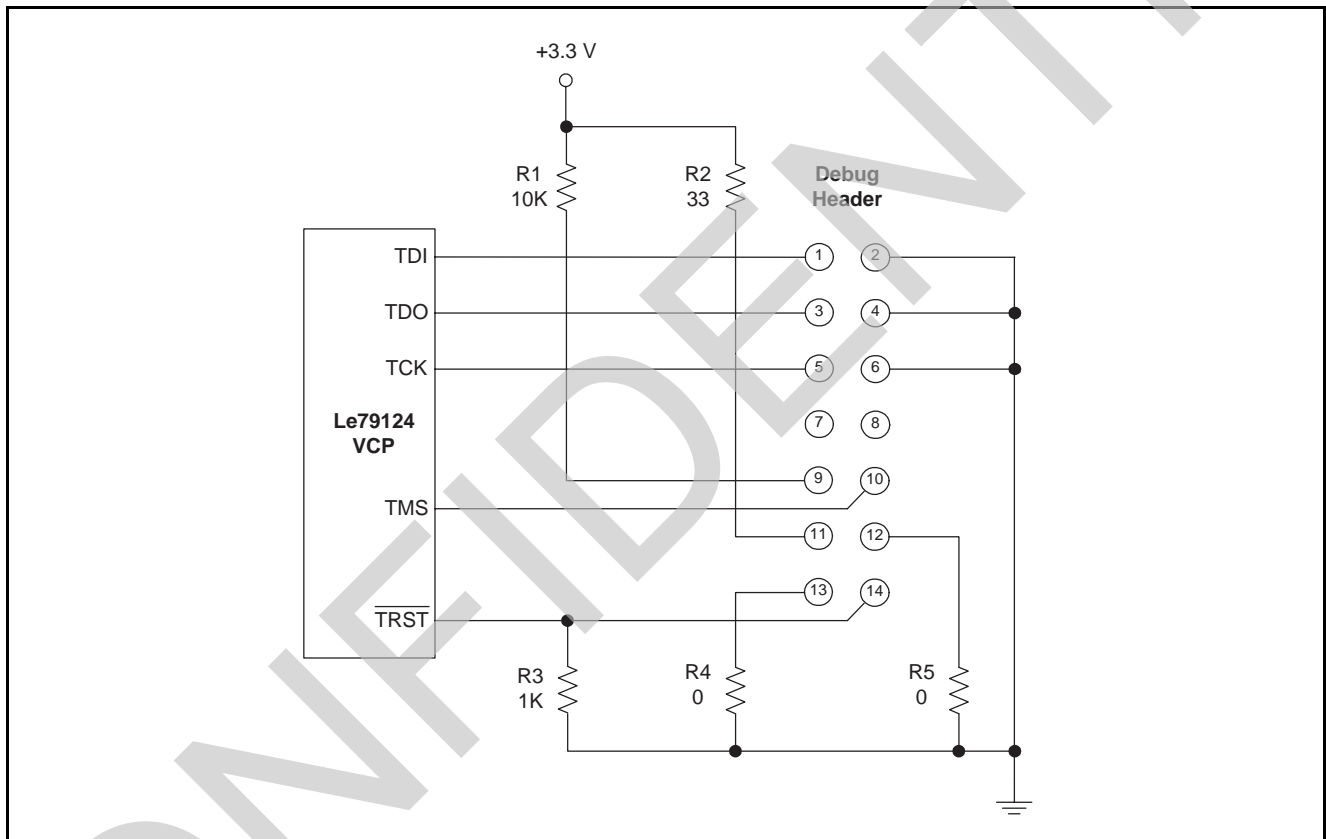 +3.3 V
R1
10K
R2
33
Debug
Header
TDI
1
2
TDO
3
4
TCK
5
6
Le79124
VCP
7
8
9
10
TMS
11
12
13
14
TRST
R3
1K
R4
0
R5
0
NFIDENT